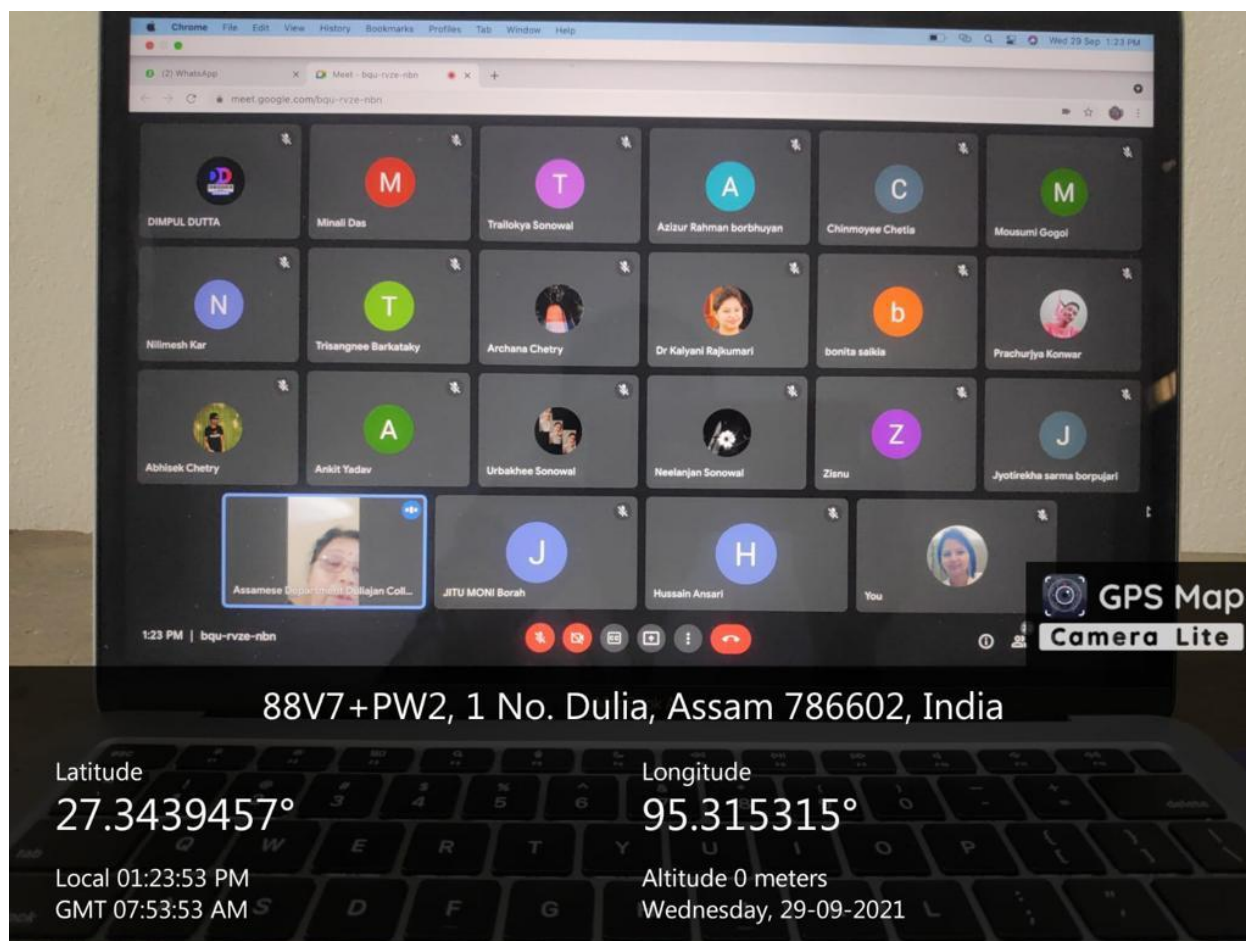 Chrome File Edit View History Bookmarks Profiles Tab Window Help
Wed 29 Sep 1:23 PM
(2) WhatsApp
Meet - bqu-rvze-nbn
meet.google.com/bqu-rvze-nbn
DIMPUL DUTTA
M
Minali Das
T
Trailokya Sonowal
A
Azizur Rahman borbhuyan
C
Chinmoyee Chetia
M
Mousumi Gogoi
N
Nilimesh Kar
T
Trisangnee Barkataky
Archana Chetry
Dr Kalyani Rajkumari
b
bonita saikia
Prachurjya Konwar
Abhisek Chetry
A
Ankit Yadav
Urbakhee Sonowal
Neelanjan Sonowal
Z
Zisnu
J
Jyotirekha sarma borpujari
Assamese Department Duliajan Coll...
J
JITU MONI Borah
H
Hussain Ansari
You
1:23 PM | bqu-rvze-nbn
GPS Map
Camera Lite
88V7+PW2, 1 No. Dulia, Assam 786602, India
Latitude
27.3439457°
Longitude
95.315315°
Local 01:23:53 PM
GMT 07:53:53 AM
Altitude 0 meters
Wednesday, 29-09-2021